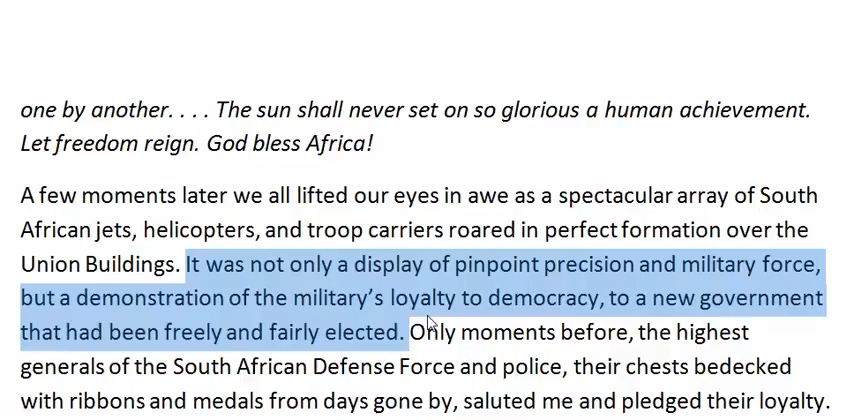 one by another. . . . The sun shall never set on so glorious a human achievement.
Let freedom reign. God bless Africa!
A few moments later we all lifted our eyes in awe as a spectacular array of South
African jets, helicopters, and troop carriers roared in perfect formation over the
Union Buildings. It was not only a display of pinpoint precision and military force,
but a demonstration of the military’s loyalty to democracy, to a new government
that had been freely and fairly elected. Only moments before, the highest
generals of the South African Defense Force and police, their chests bedecked
with ribbons and medals from days gone by, saluted me and pledged their loyalty.